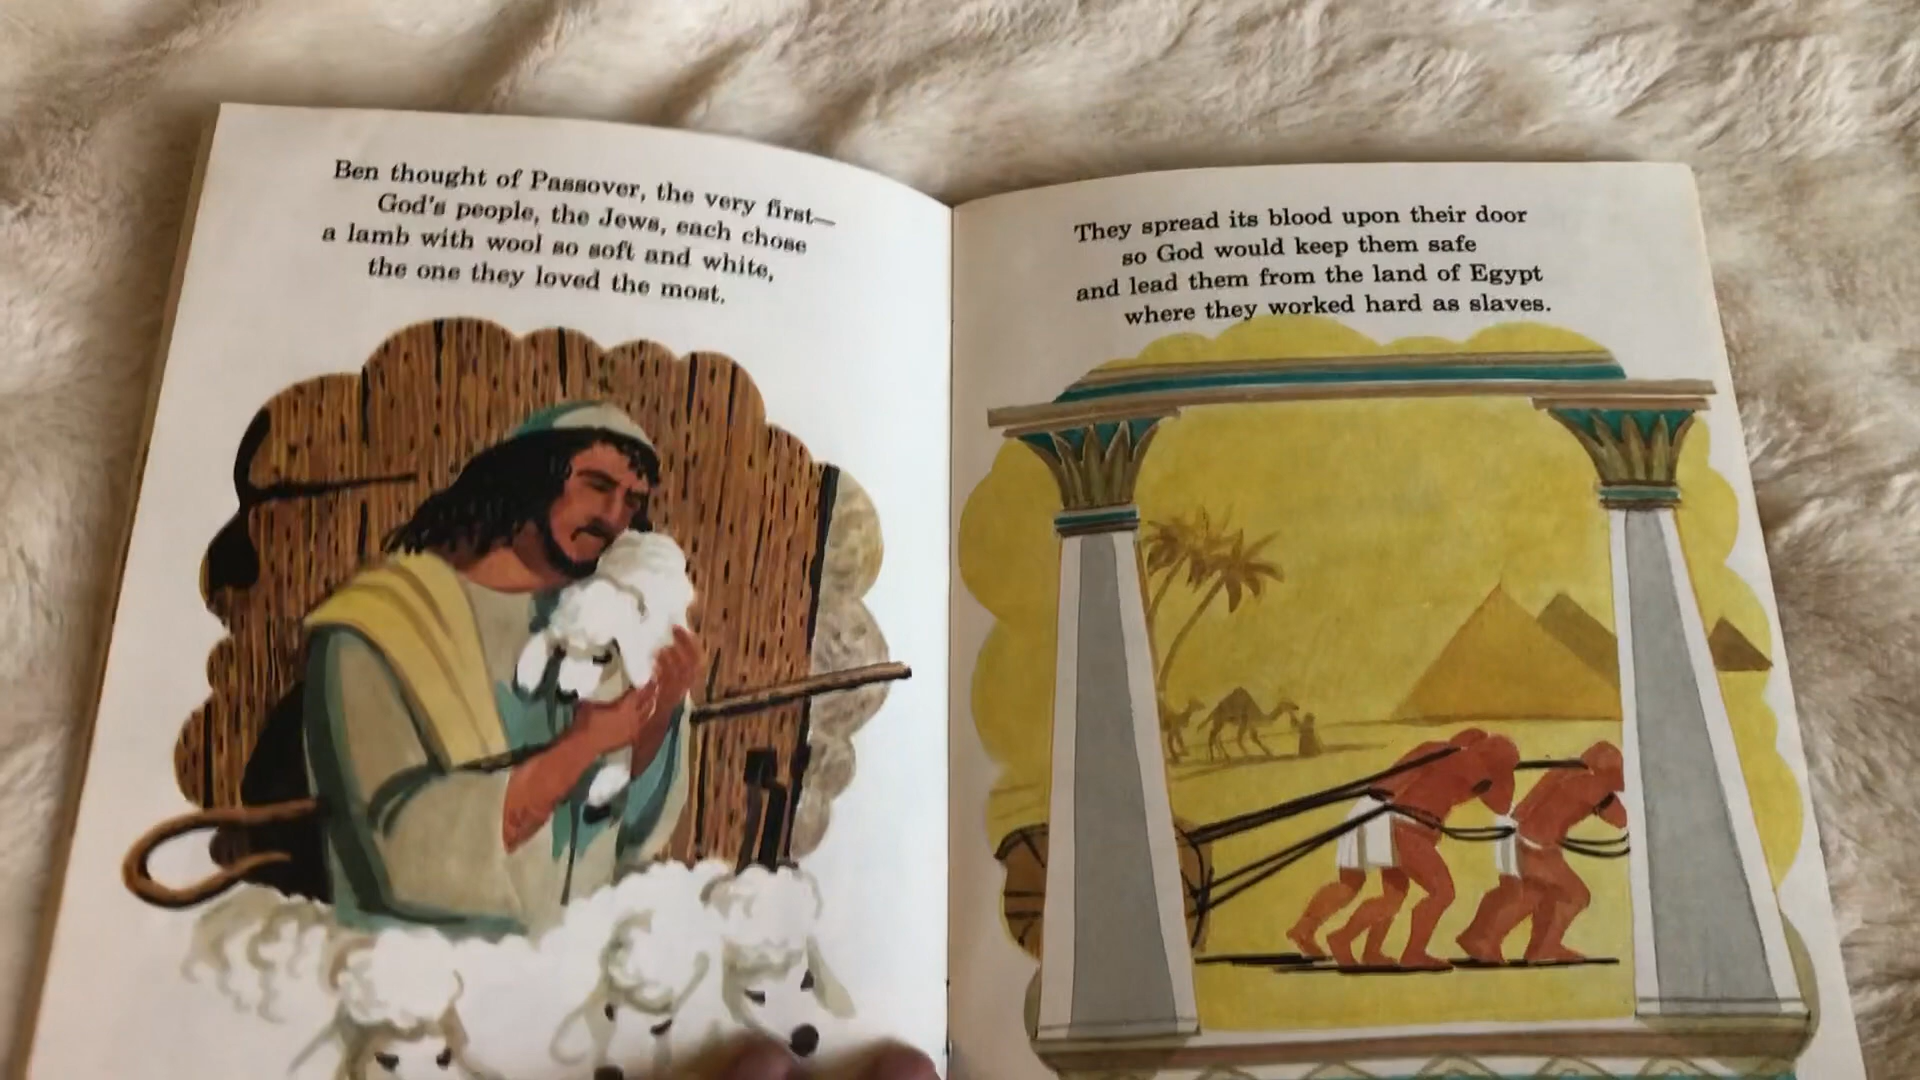 Ben thought of Passover, the very first—
God's people, the Jews, each chose
a lamb with wool so soft and white,
the one they loved the most.
They spread its blood upon their door
so God would keep them safe
and lead them from the land of Egypt
where they worked hard as slaves.